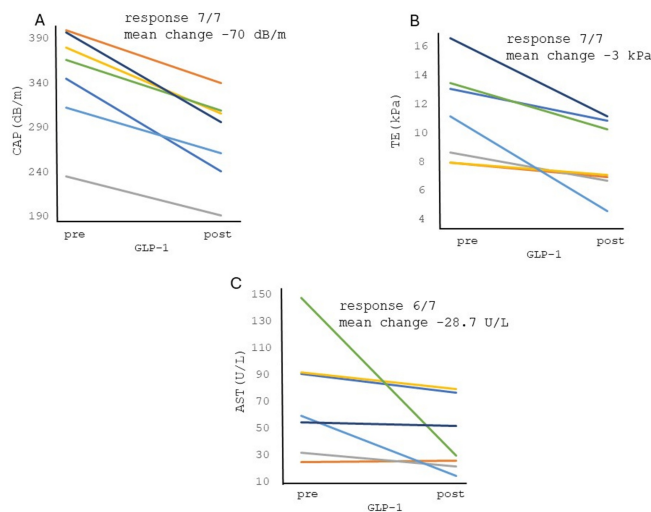 A
response 7/7
mean change -70 dB/m
CAP(dB/m)
390
340
290
240
190
pre
post
GLP-1
B
response 7/7
mean change -3 kPa
TE(kPa)
16
14
12
10
8
6
4
pre
post
GLP-1
C
response 6/7
mean change -28.7 U/L
AST(U/L)
150
130
110
90
70
50
30
10
pre
post
GLP-1